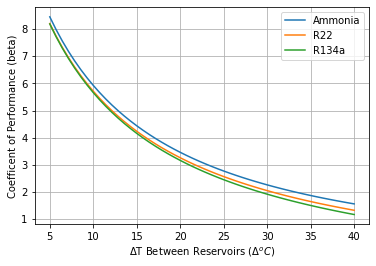 Coefficient of Performance (beta)
8
7
6
5
4
3
2
1
Ammonia
R22
R134a
5 10 15 20 25 30 35 40
ΔT Between Reservoirs (Δ°C)